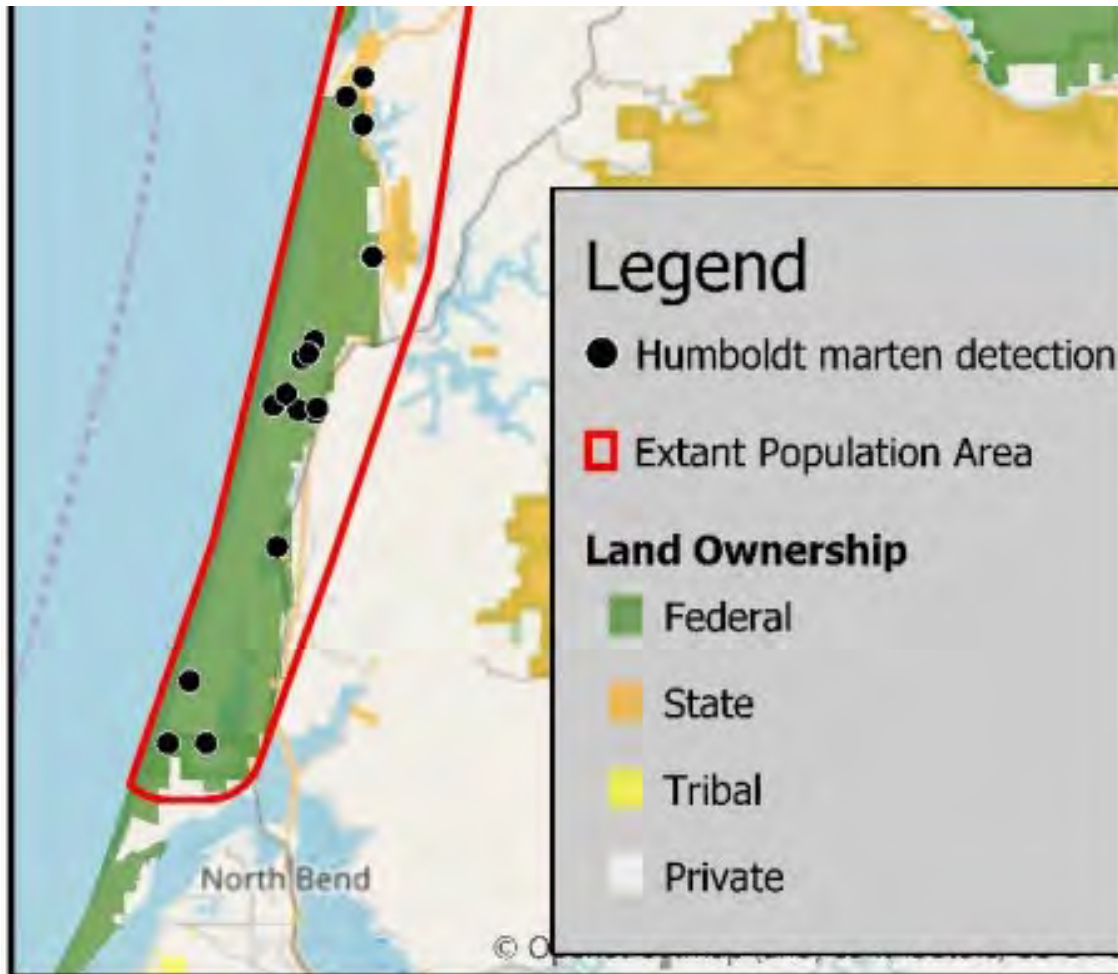 Legend
Humboldt marten detection
Extant Population Area
Land Ownership
Federal
State
Tribal
Private
North Bend
©